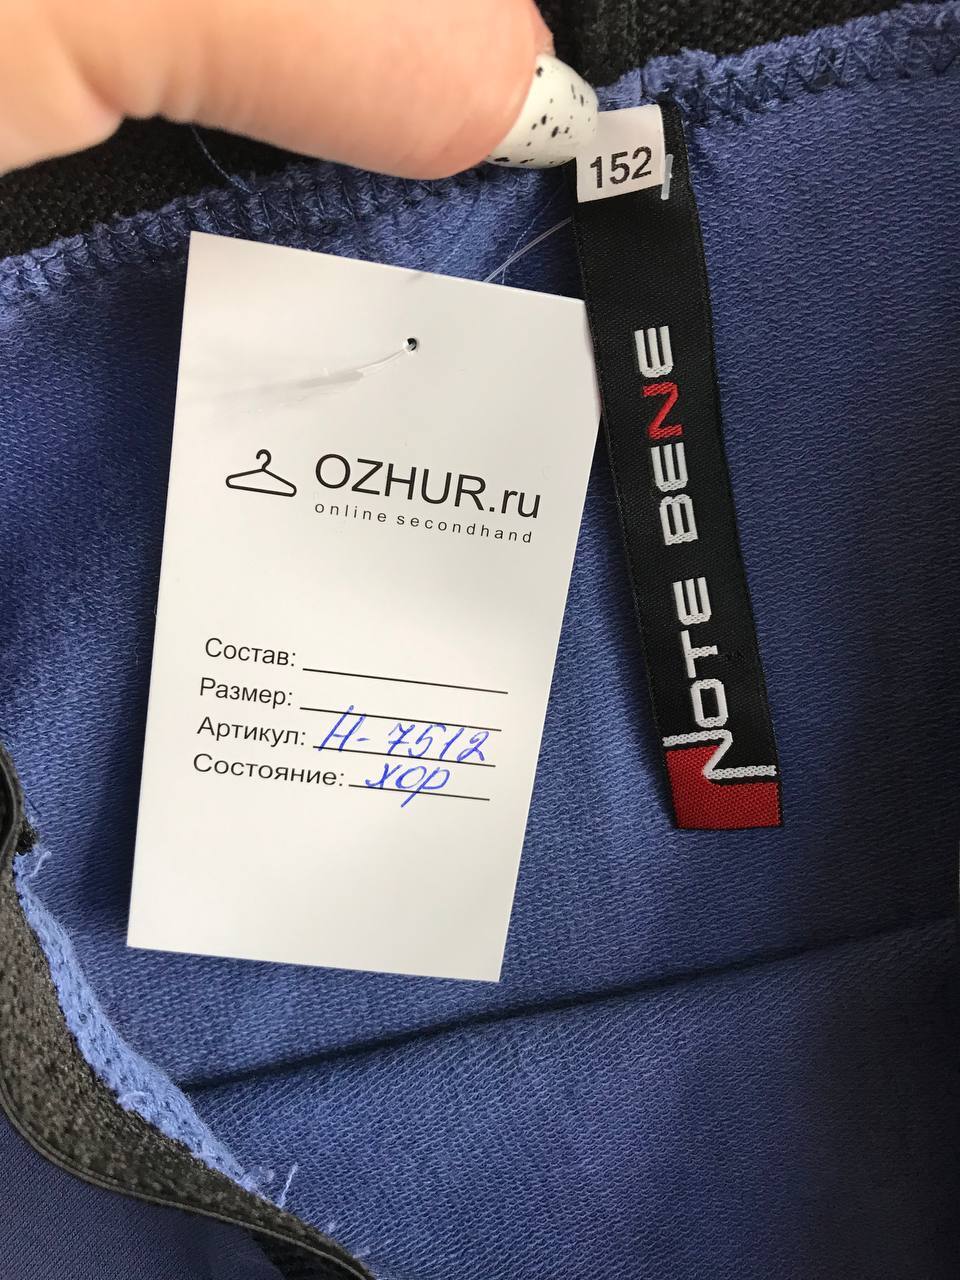 152
NOTE BENE
OZHUR.ru
online secondhand
Состав:
Размер:
Артикул: Н-7512
Состояние: хор